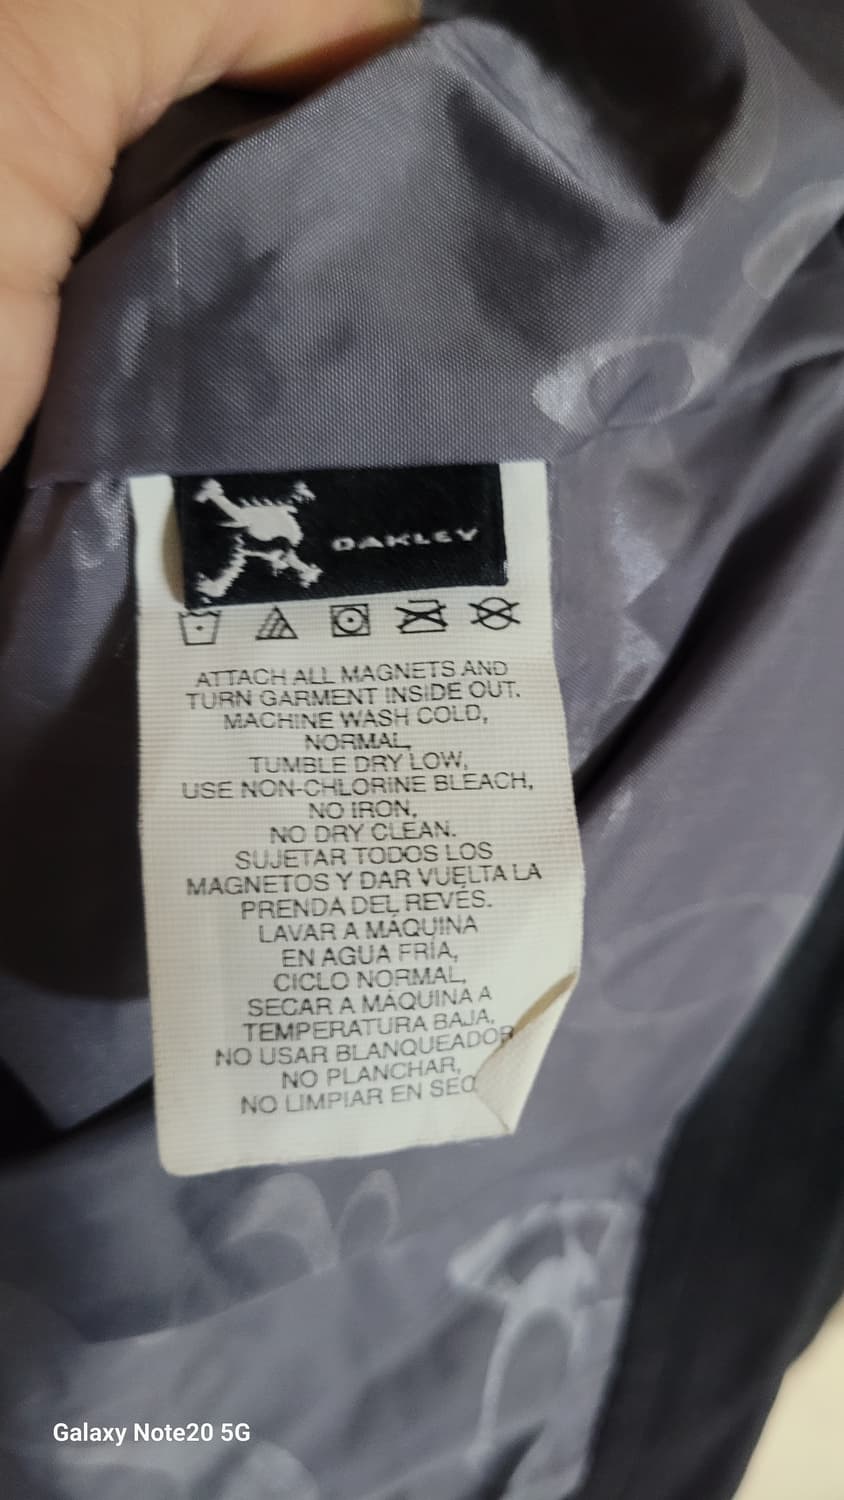 OAKLEY
ATTACH ALL MAGNETS AND
TURN GARMENT INSIDE OUT.
MACHINE WASH COLD,
NORMAL,
TUMBLE DRY LOW,
USE NON-CHLORINE BLEACH,
NO IRON,
NO DRY CLEAN.
SUJETAR TODOS LOS
MAGNETOS Y DAR VUELTA LA
PRENDA DEL REVÉS.
LAVAR A MÁQUINA
EN AGUA FRÍA,
CICLO NORMAL,
SECAR A MÁQUINA A
TEMPERATURA BAJA,
NO USAR BLANQUEADOR
NO PLANCHAR,
NO LIMPIAR EN SEC
Galaxy Note20 5G